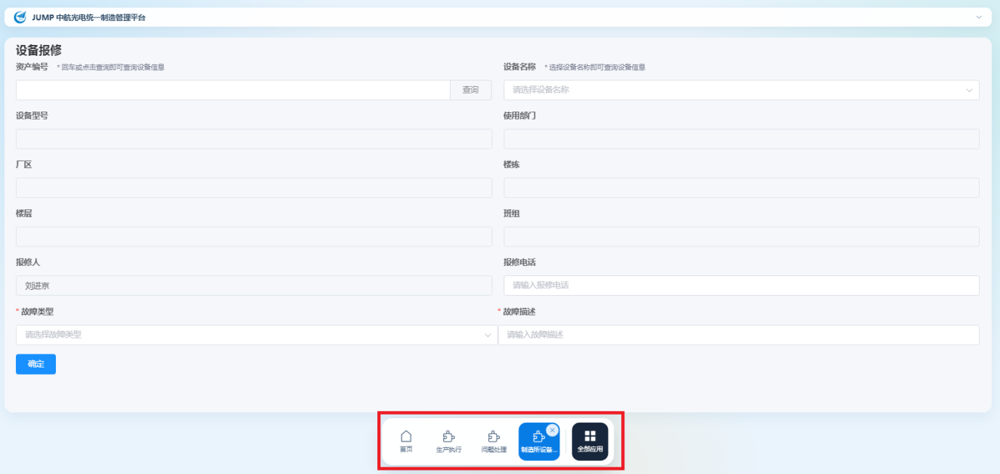 JUMP 中航光电统一制造管理平台
设备报修
资产编号 * 回车或点击查询即可查询设备信息
设备名称 * 选择设备名称即可查询设备信息
查询
请选择设备名称
设备型号
使用部门
厂区
楼栋
楼层
班组
报修人
报修电话
刘进京
请输入报修电话
* 故障类型
* 故障描述
请选择故障类型
请输入故障描述
确定
首页
生产执行
问题处理
制造所设备...
全部应用